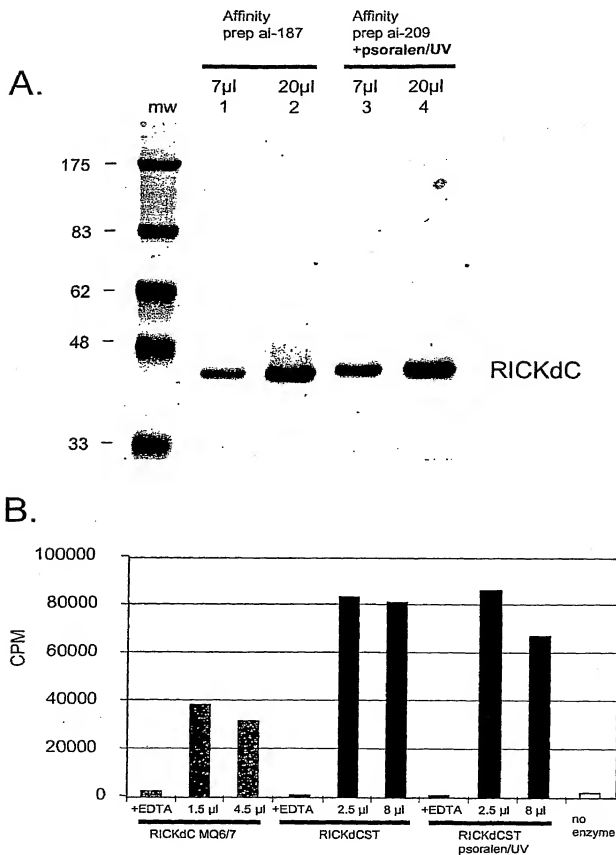 Affinity
prep ai-187
Affinity
prep ai-209
+psoralen/UV
A.
7µl 20µl 7µl 20µl
mw 1 2 3 4
175
83
62
48
RICKdC
33
B.
100000
80000
60000
40000
20000
0
CPM
+EDTA 1.5 µl 4.5 µl +EDTA 2.5 µl 8 µl +EDTA 2.5 µl 8 µl no
enzyme
RICKdC MQ6/7 RICKdCST RICKdCST
psoralen/UV